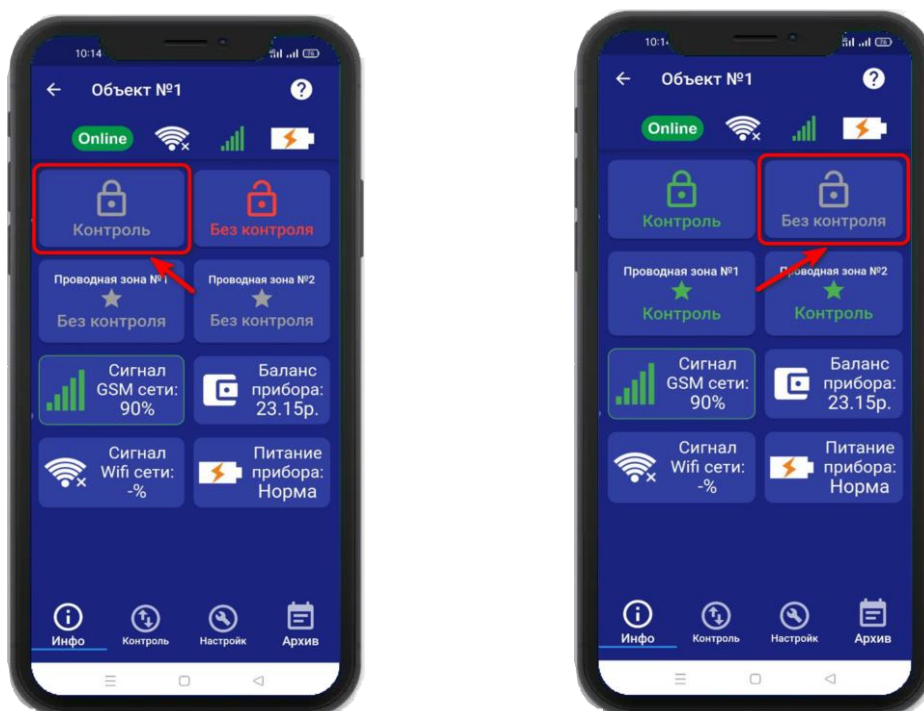 10:14
Объект №1
Online
Контроль
Без контроля
Проводная зона №1
Без контроля
Проводная зона №2
Без контроля
Сигнал
GSM сети:
90%
Баланс
прибора:
23.15р.
Сигнал
Wifi сети:
-%
Питание
прибора:
Норма
Инфо
Контроль
Настройк
Архив
Объект №1
Online
Контроль
Без контроля
Проводная зона №1
Контроль
Проводная зона №2
Контроль
Сигнал
GSM сети:
90%
Баланс
прибора:
23.15р.
Сигнал
Wifi сети:
-%
Питание
прибора:
Норма
Инфо
Контроль
Настройк
Архив